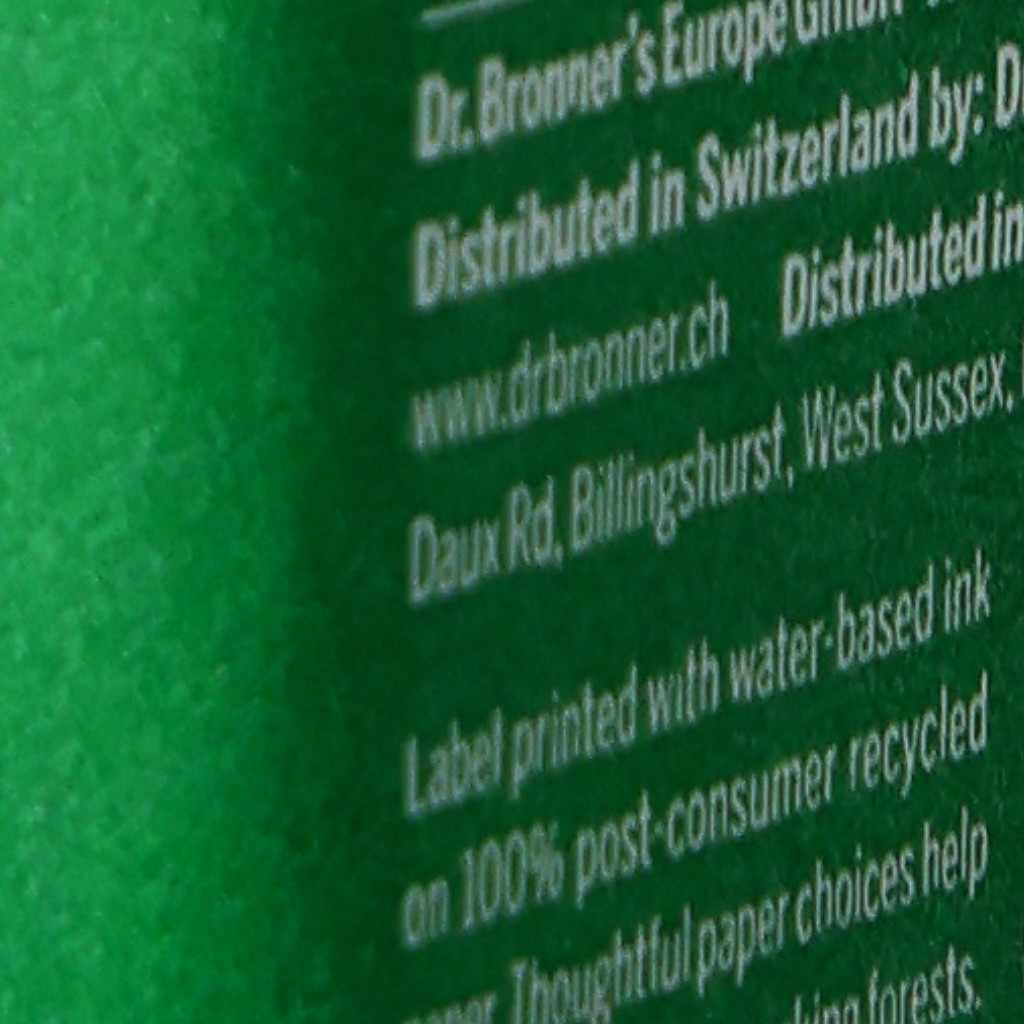 Dr. Bronner's Europe GmbH
Distributed in Switzerland by:
www.drbronner.ch Distributed in
Daux Rd, Billingshurst, West Sussex,
Label printed with water-based ink
on 100% post-consumer recycled
Thoughtful paper choices help
forests.